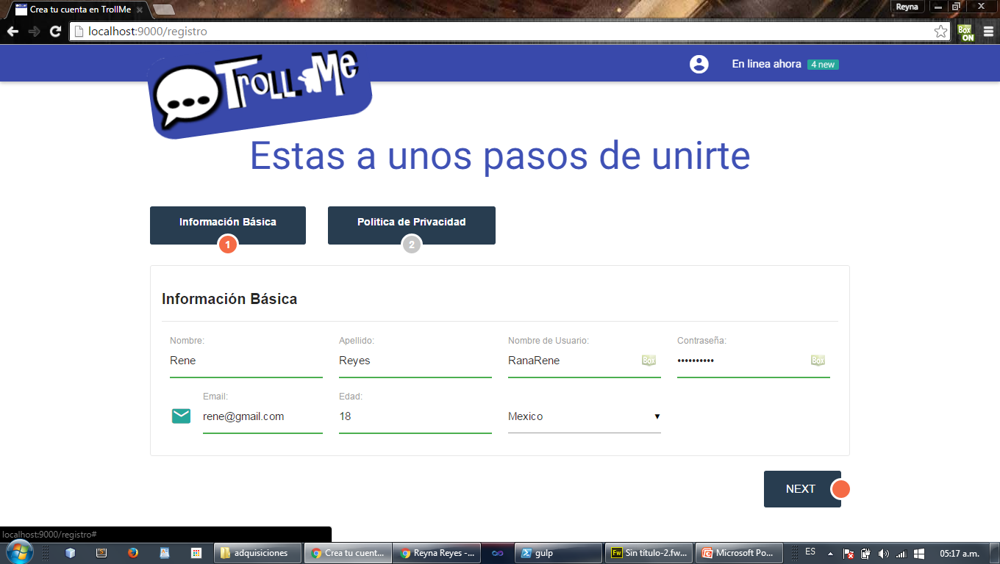 Crea tu cuenta en TrollMe
Reyna
localhost:9000/registro
Box ON
TrollMe
En linea ahora 4 new
Estas a unos pasos de unirte
Información Básica
1
Politica de Privacidad
2
Información Básica
Nombre: Apellido: Nombre de Usuario: Contraseña:
Rene Reyes RanaRene Box •••••••••• Box
Email: Edad:
rene@gmail.com 18 Mexico
NEXT
localhost:9000/registro#
adquisiciones Crea tu cuent... Reyna Reyes -... gulp Fw Sin título-2.fw... Microsoft Po... ES 05:17 a.m.